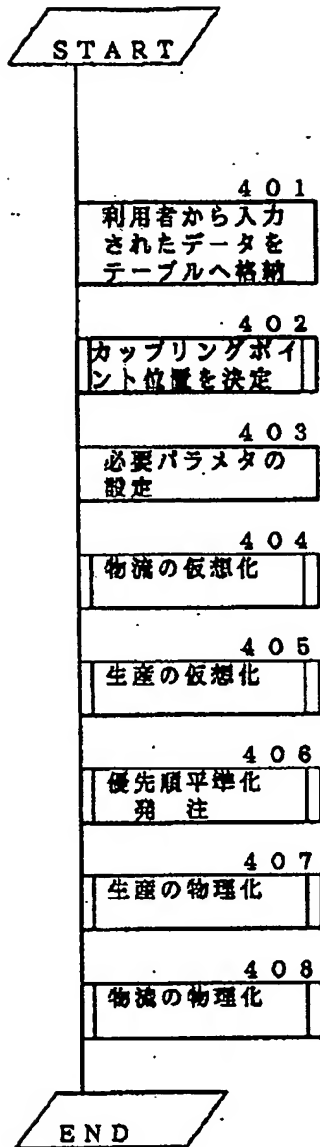 START
401
利用者から入力
されたデータを
テーブルへ格納
402
カップリングポイ
ント位置を決定
403
必要パラメタの
設定
404
物流の仮想化
405
生産の仮想化
406
優先順平準化
発 注
407
生産の物理化
408
物流の物理化
END